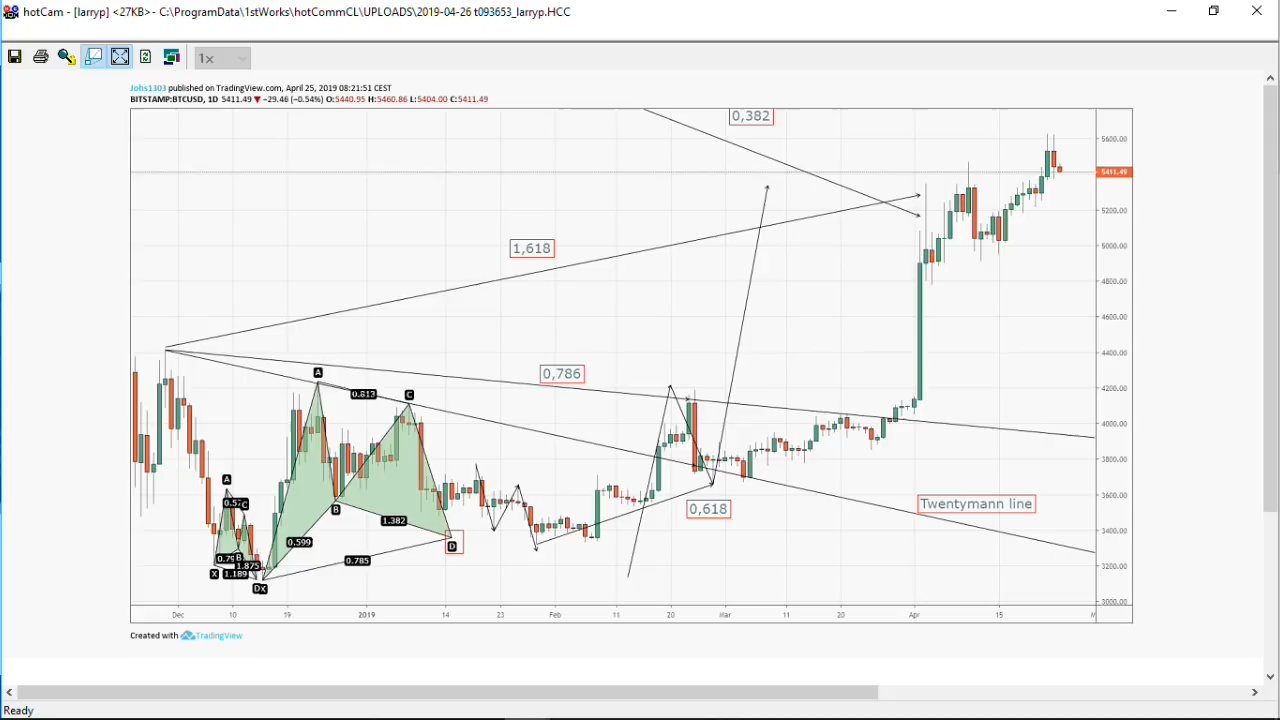 hotCam - [larryp] <27KB> - C:\ProgramData\1stWorks\hotCommCL\UPLOADS\2019-04-26 t093653_larryp.HCC
1x
Johs1303 published on TradingView.com, April 25, 2019 08:21:51 CEST
BITSTAMP:BTCUSD, 1D 5411.49 ▼ −29.46 (−0.54%) O:5440.95 H:5460.86 L:5404.00 C:5411.49
0,382
5600.00
5411.49
5200.00
1,618
5000.00
4800.00
4600.00
4400.00
0,786
A
0.813
C
4200.00
4000.00
3800.00
A
C
B
0,618
Twentymann line
3600.00
1.382
3400.00
0.599
D
B
0.785
1.875
3200.00
X
1.189
DX
3000.00
Dec
10
19
2019
14
23
Feb
11
20
Mar
11
20
Apr
15
Created with TradingView
Ready